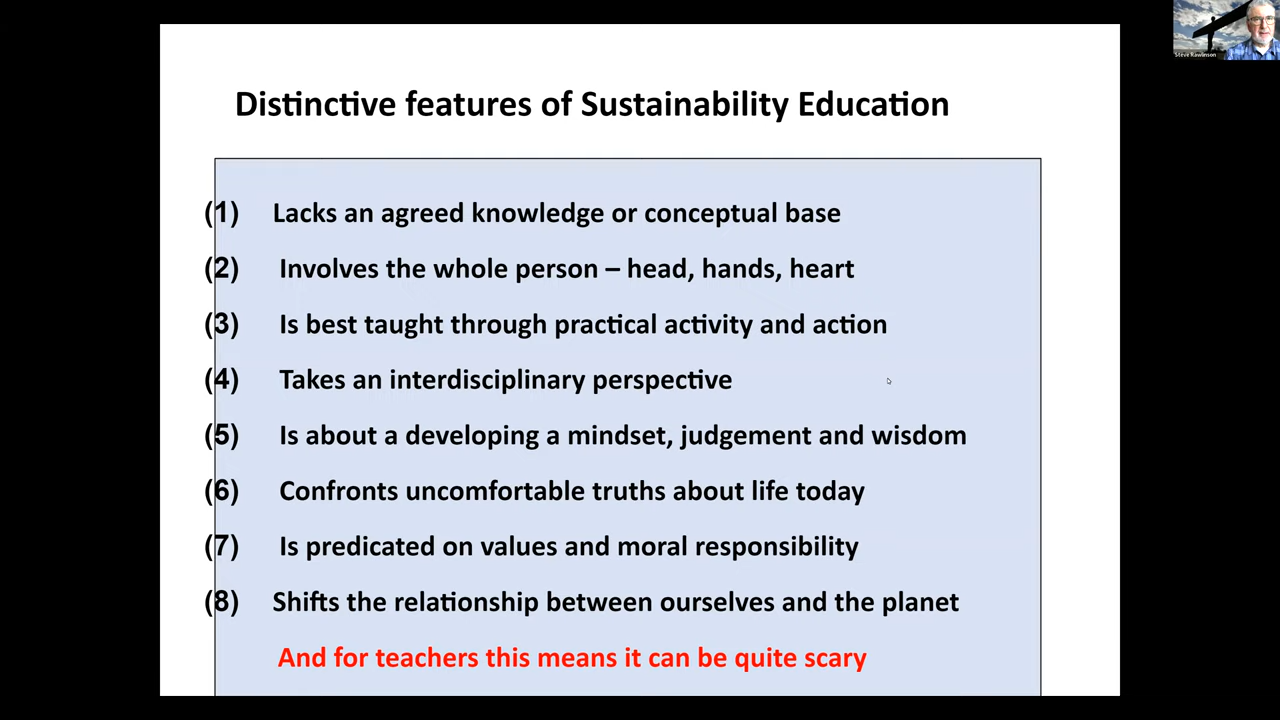 Steve Rawlinson
Distinctive features of Sustainability Education
(1) Lacks an agreed knowledge or conceptual base
(2) Involves the whole person – head, hands, heart
(3) Is best taught through practical activity and action
(4) Takes an interdisciplinary perspective
(5) Is about a developing a mindset, judgement and wisdom
(6) Confronts uncomfortable truths about life today
(7) Is predicated on values and moral responsibility
(8) Shifts the relationship between ourselves and the planet
And for teachers this means it can be quite scary